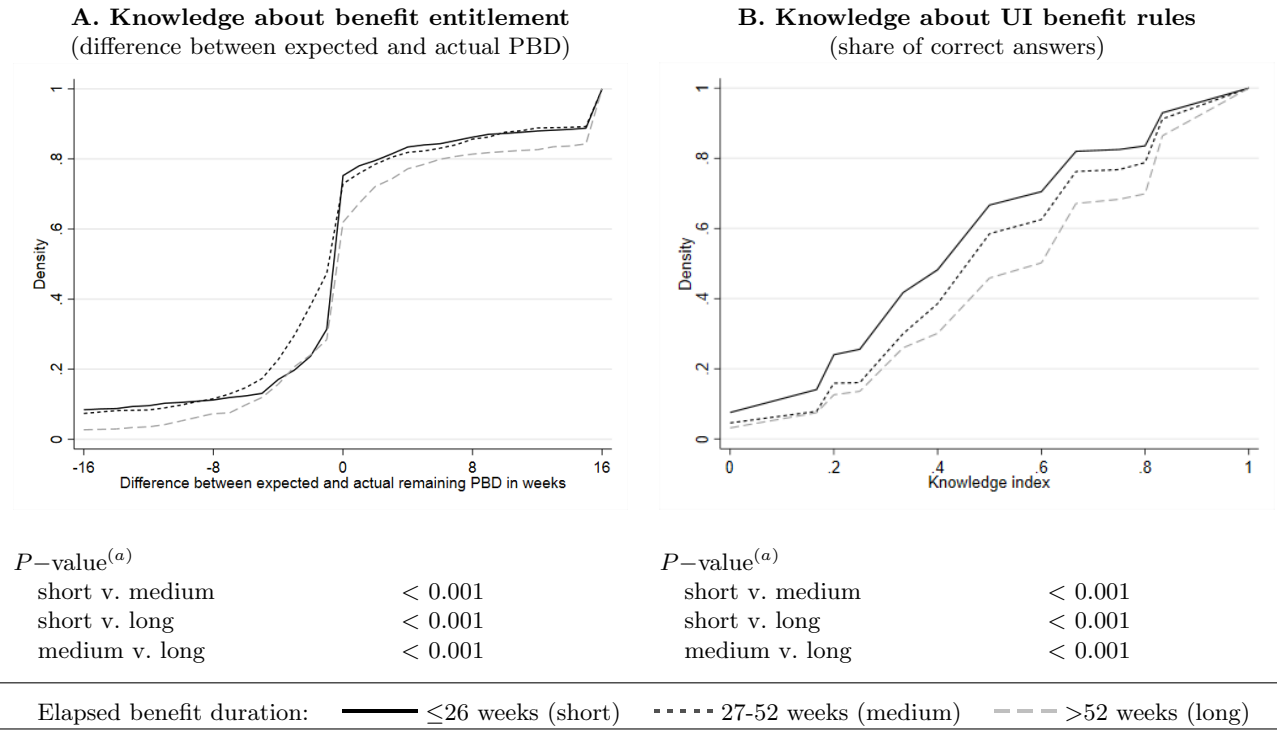 A. Knowledge about benefit entitlement
(difference between expected and actual PBD)
1
.8
.6
.4
.2
0
Density
-16 -8 0 8 16
Difference between expected and actual remaining PBD in weeks
B. Knowledge about UI benefit rules
(share of correct answers)
1
.8
.6
.4
.2
0
Density
0 .2 .4 .6 .8 1
Knowledge index
P−value(a)
short v. medium < 0.001
short v. long < 0.001
medium v. long < 0.001
P−value(a)
short v. medium < 0.001
short v. long < 0.001
medium v. long < 0.001
Elapsed benefit duration: ≤26 weeks (short) 27-52 weeks (medium) >52 weeks (long)